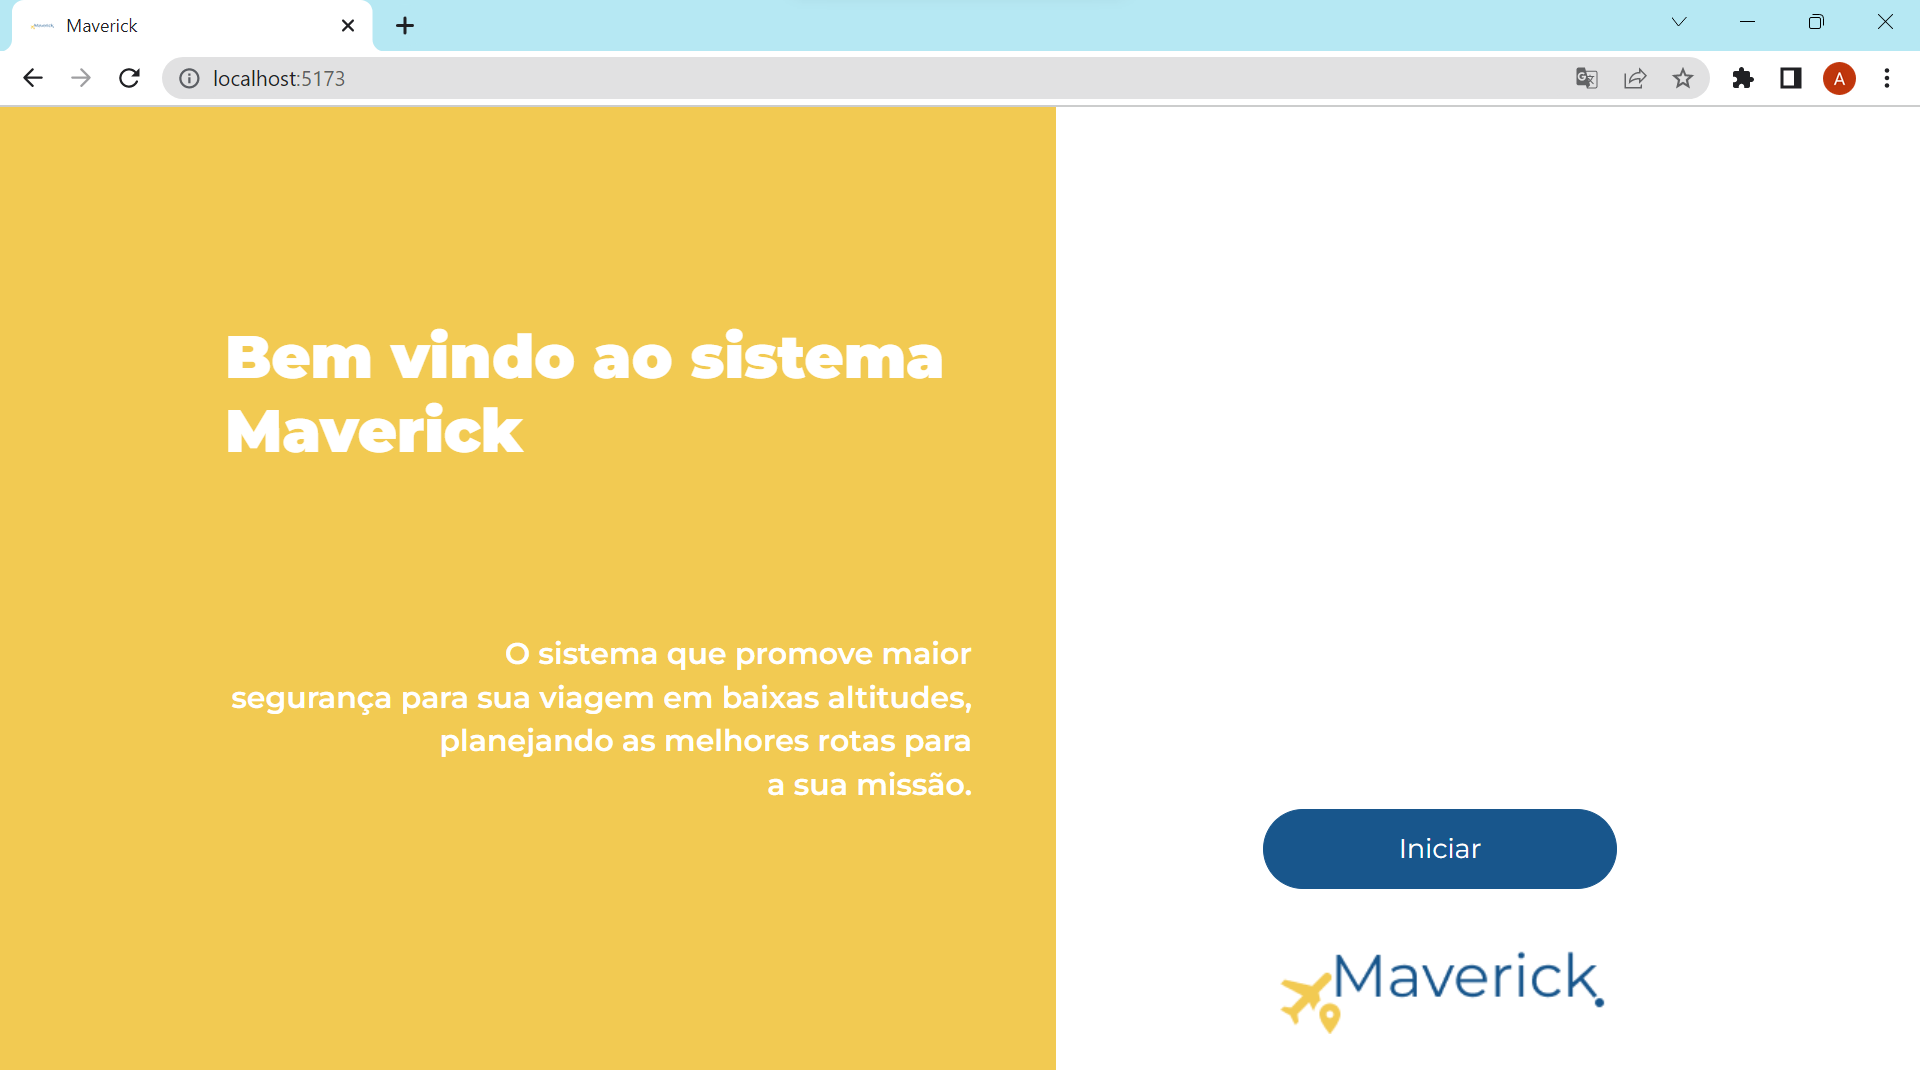 Maverick
localhost:5173
A
Bem vindo ao sistema
Maverick
O sistema que promove maior
segurança para sua viagem em baixas altitudes,
planejando as melhores rotas para
a sua missão.
Iniciar
Maverick.